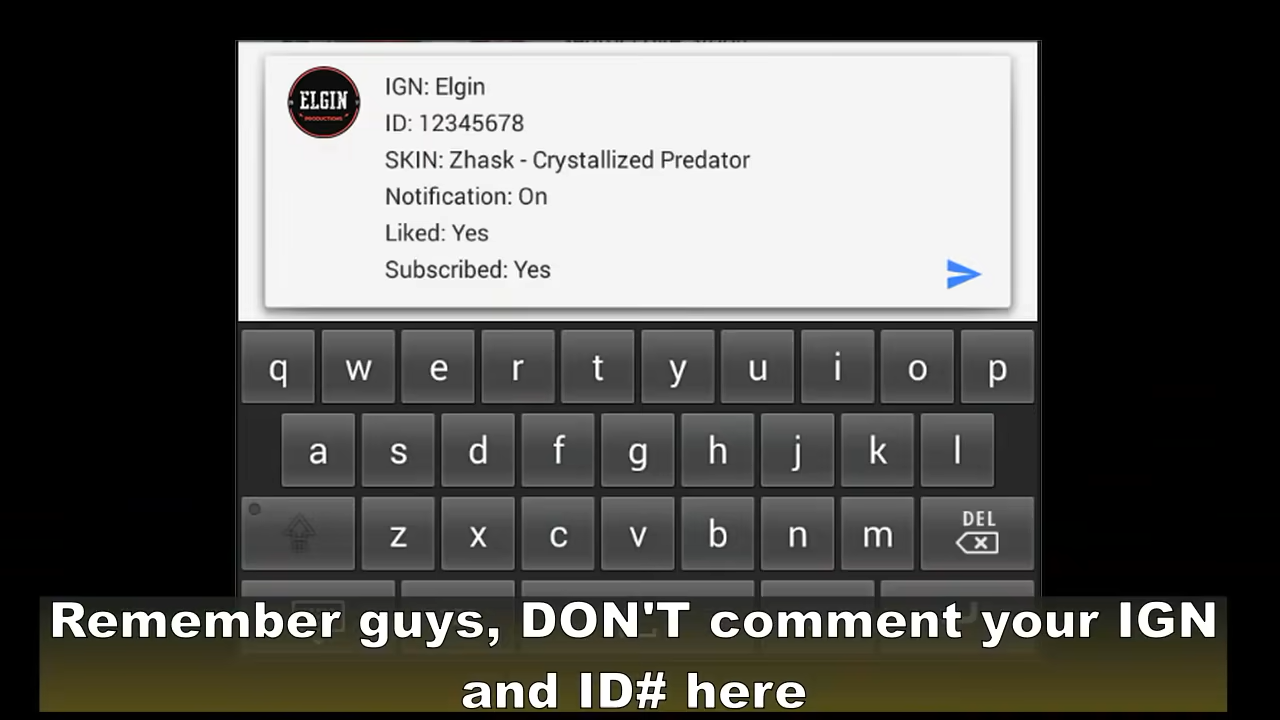 ELGIN
PRODUCTIONS
IGN: Elgin
ID: 12345678
SKIN: Zhask - Crystallized Predator
Notification: On
Liked: Yes
Subscribed: Yes
q w e r t y u i o p
a s d f g h j k l
DEL
z x c v b n m
Remember guys, DON'T comment your IGN
and ID# here